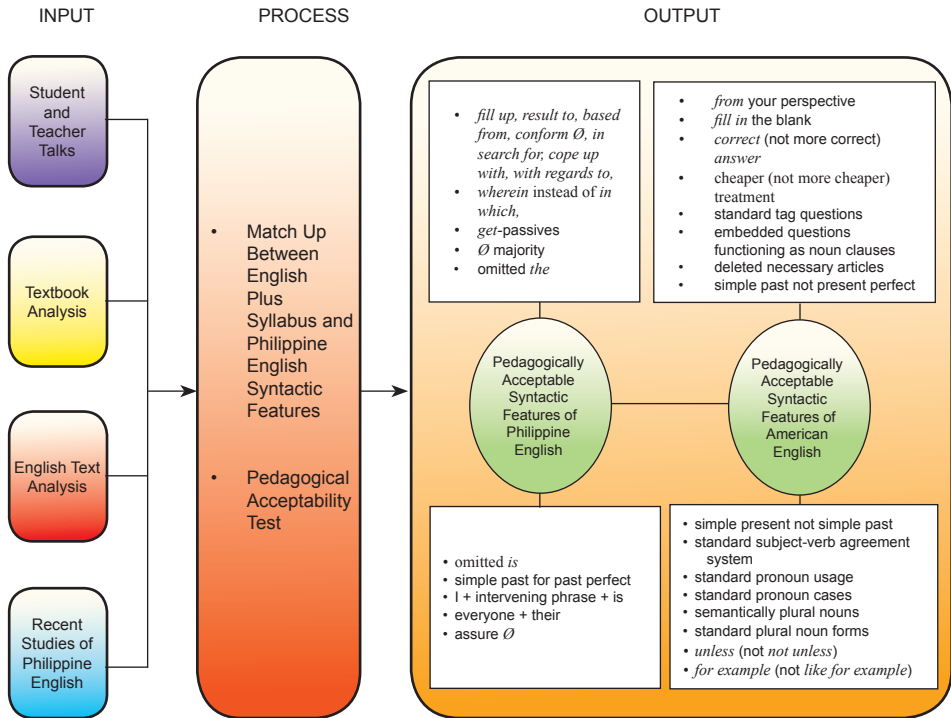 INPUT
PROCESS
OUTPUT
Student
and
Teacher
Talks
Textbook
Analysis
English Text
Analysis
Recent
Studies of
Philippine
English
• Match Up
Between
English
Plus
Syllabus and
Philippine
English
Syntactic
Features
• Pedagogical
Acceptability
Test
• fill up, result to, based
from, conform Ø, in
search for, cope up
with, with regards to,
• wherein instead of in
which,
• get-passives
• Ø majority
• omitted the
• from your perspective
• fill in the blank
• correct (not more correct)
answer
• cheaper (not more cheaper)
treatment
• standard tag questions
• embedded questions
functioning as noun clauses
• deleted necessary articles
• simple past not present perfect
Pedagogically
Acceptable
Syntactic
Features of
Philippine
English
Pedagogically
Acceptable
Syntactic
Features of
American
English
• omitted is
• simple past for past perfect
• I + intervening phrase + is
• everyone + their
• assure Ø
• simple present not simple past
• standard subject-verb agreement
system
• standard pronoun usage
• standard pronoun cases
• semantically plural nouns
• standard plural noun forms
• unless (not not unless)
• for example (not like for example)